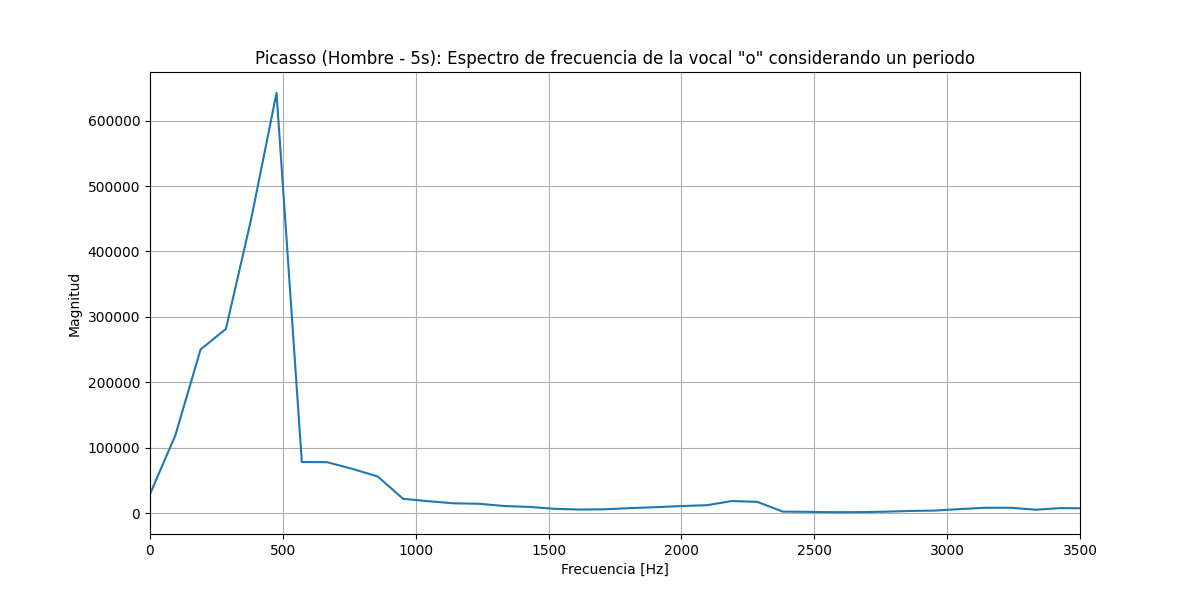 Picasso (Hombre - 5s): Espectro de frecuencia de la vocal "o" considerando un periodo
600000
500000
400000
300000
200000
100000
0
Magnitud
0 500 1000 1500 2000 2500 3000 3500
Frecuencia [Hz]